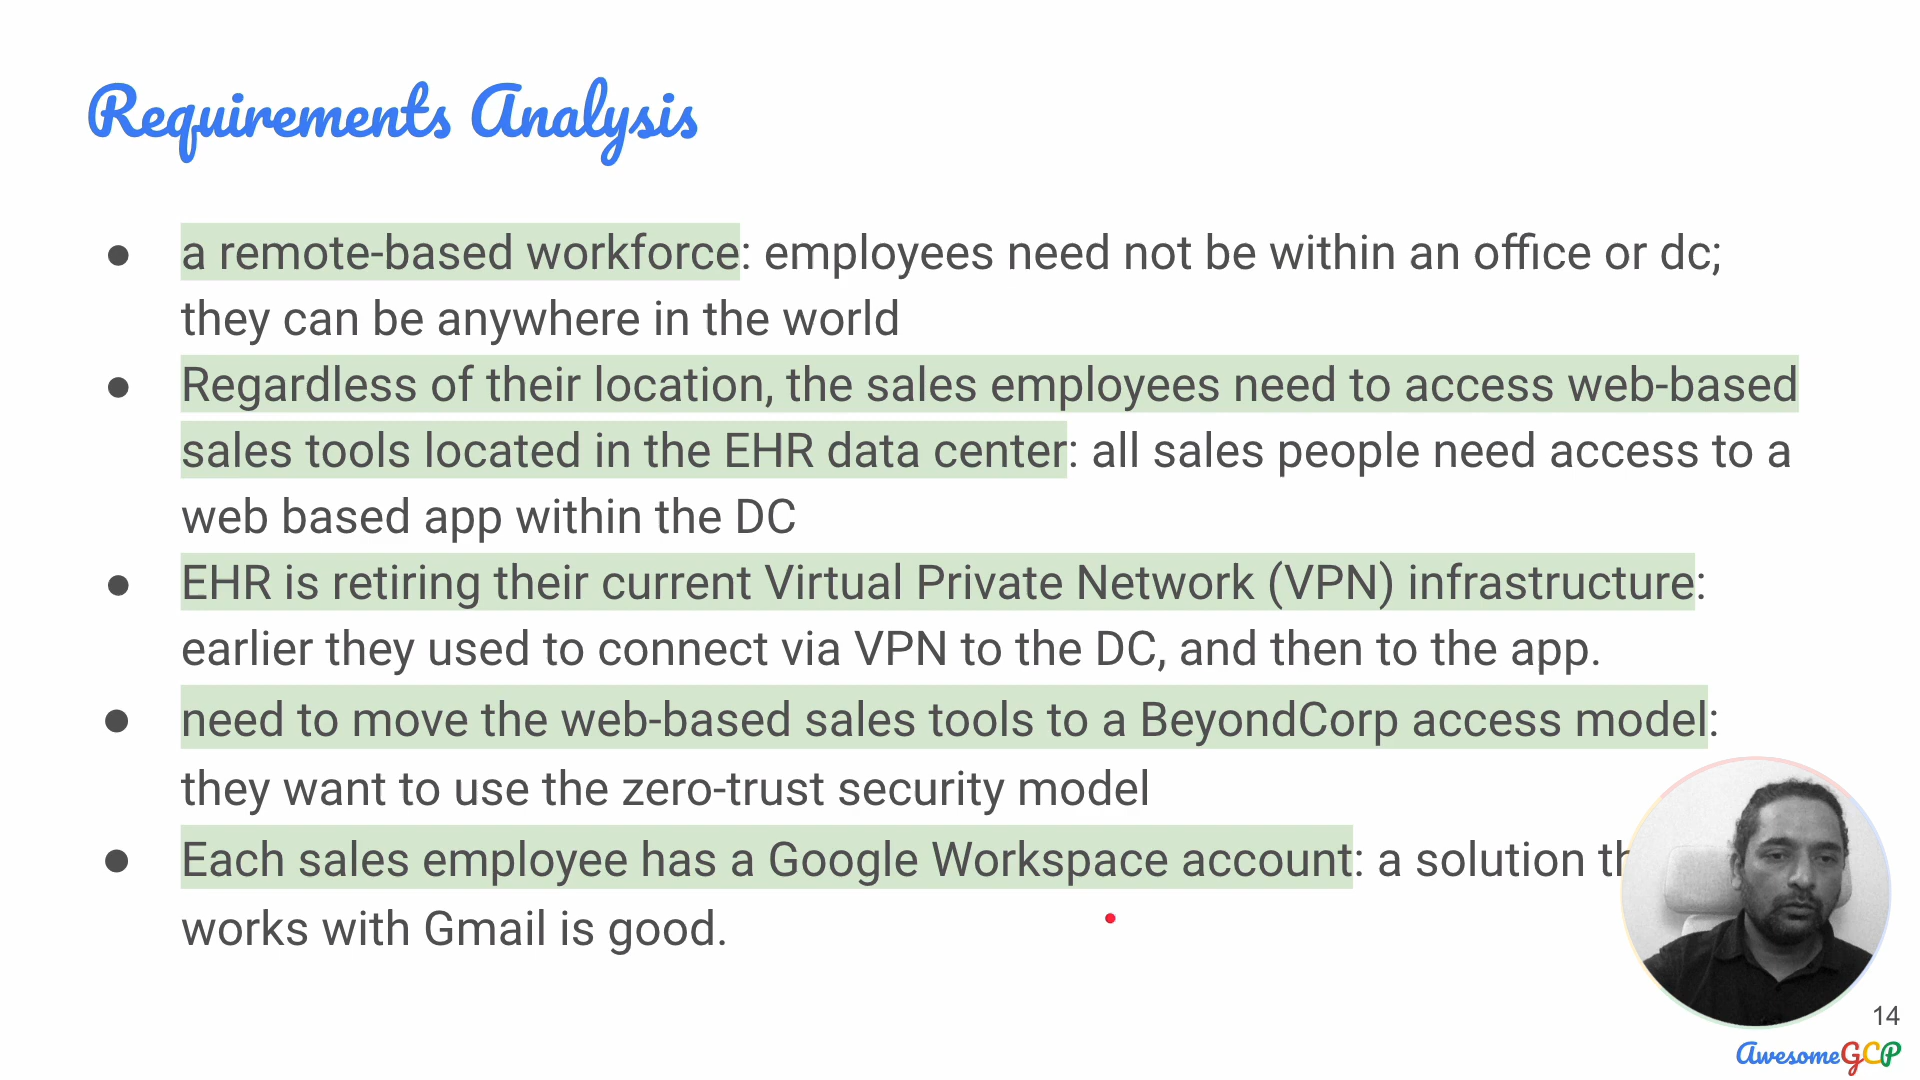 Requirements Analysis
● a remote-based workforce: employees need not be within an office or dc;
they can be anywhere in the world
● Regardless of their location, the sales employees need to access web-based
sales tools located in the EHR data center: all sales people need access to a
web based app within the DC
● EHR is retiring their current Virtual Private Network (VPN) infrastructure:
earlier they used to connect via VPN to the DC, and then to the app.
● need to move the web-based sales tools to a BeyondCorp access model:
they want to use the zero-trust security model
● Each sales employee has a Google Workspace account: a solution
works with Gmail is good.
14
AwesomeGCP